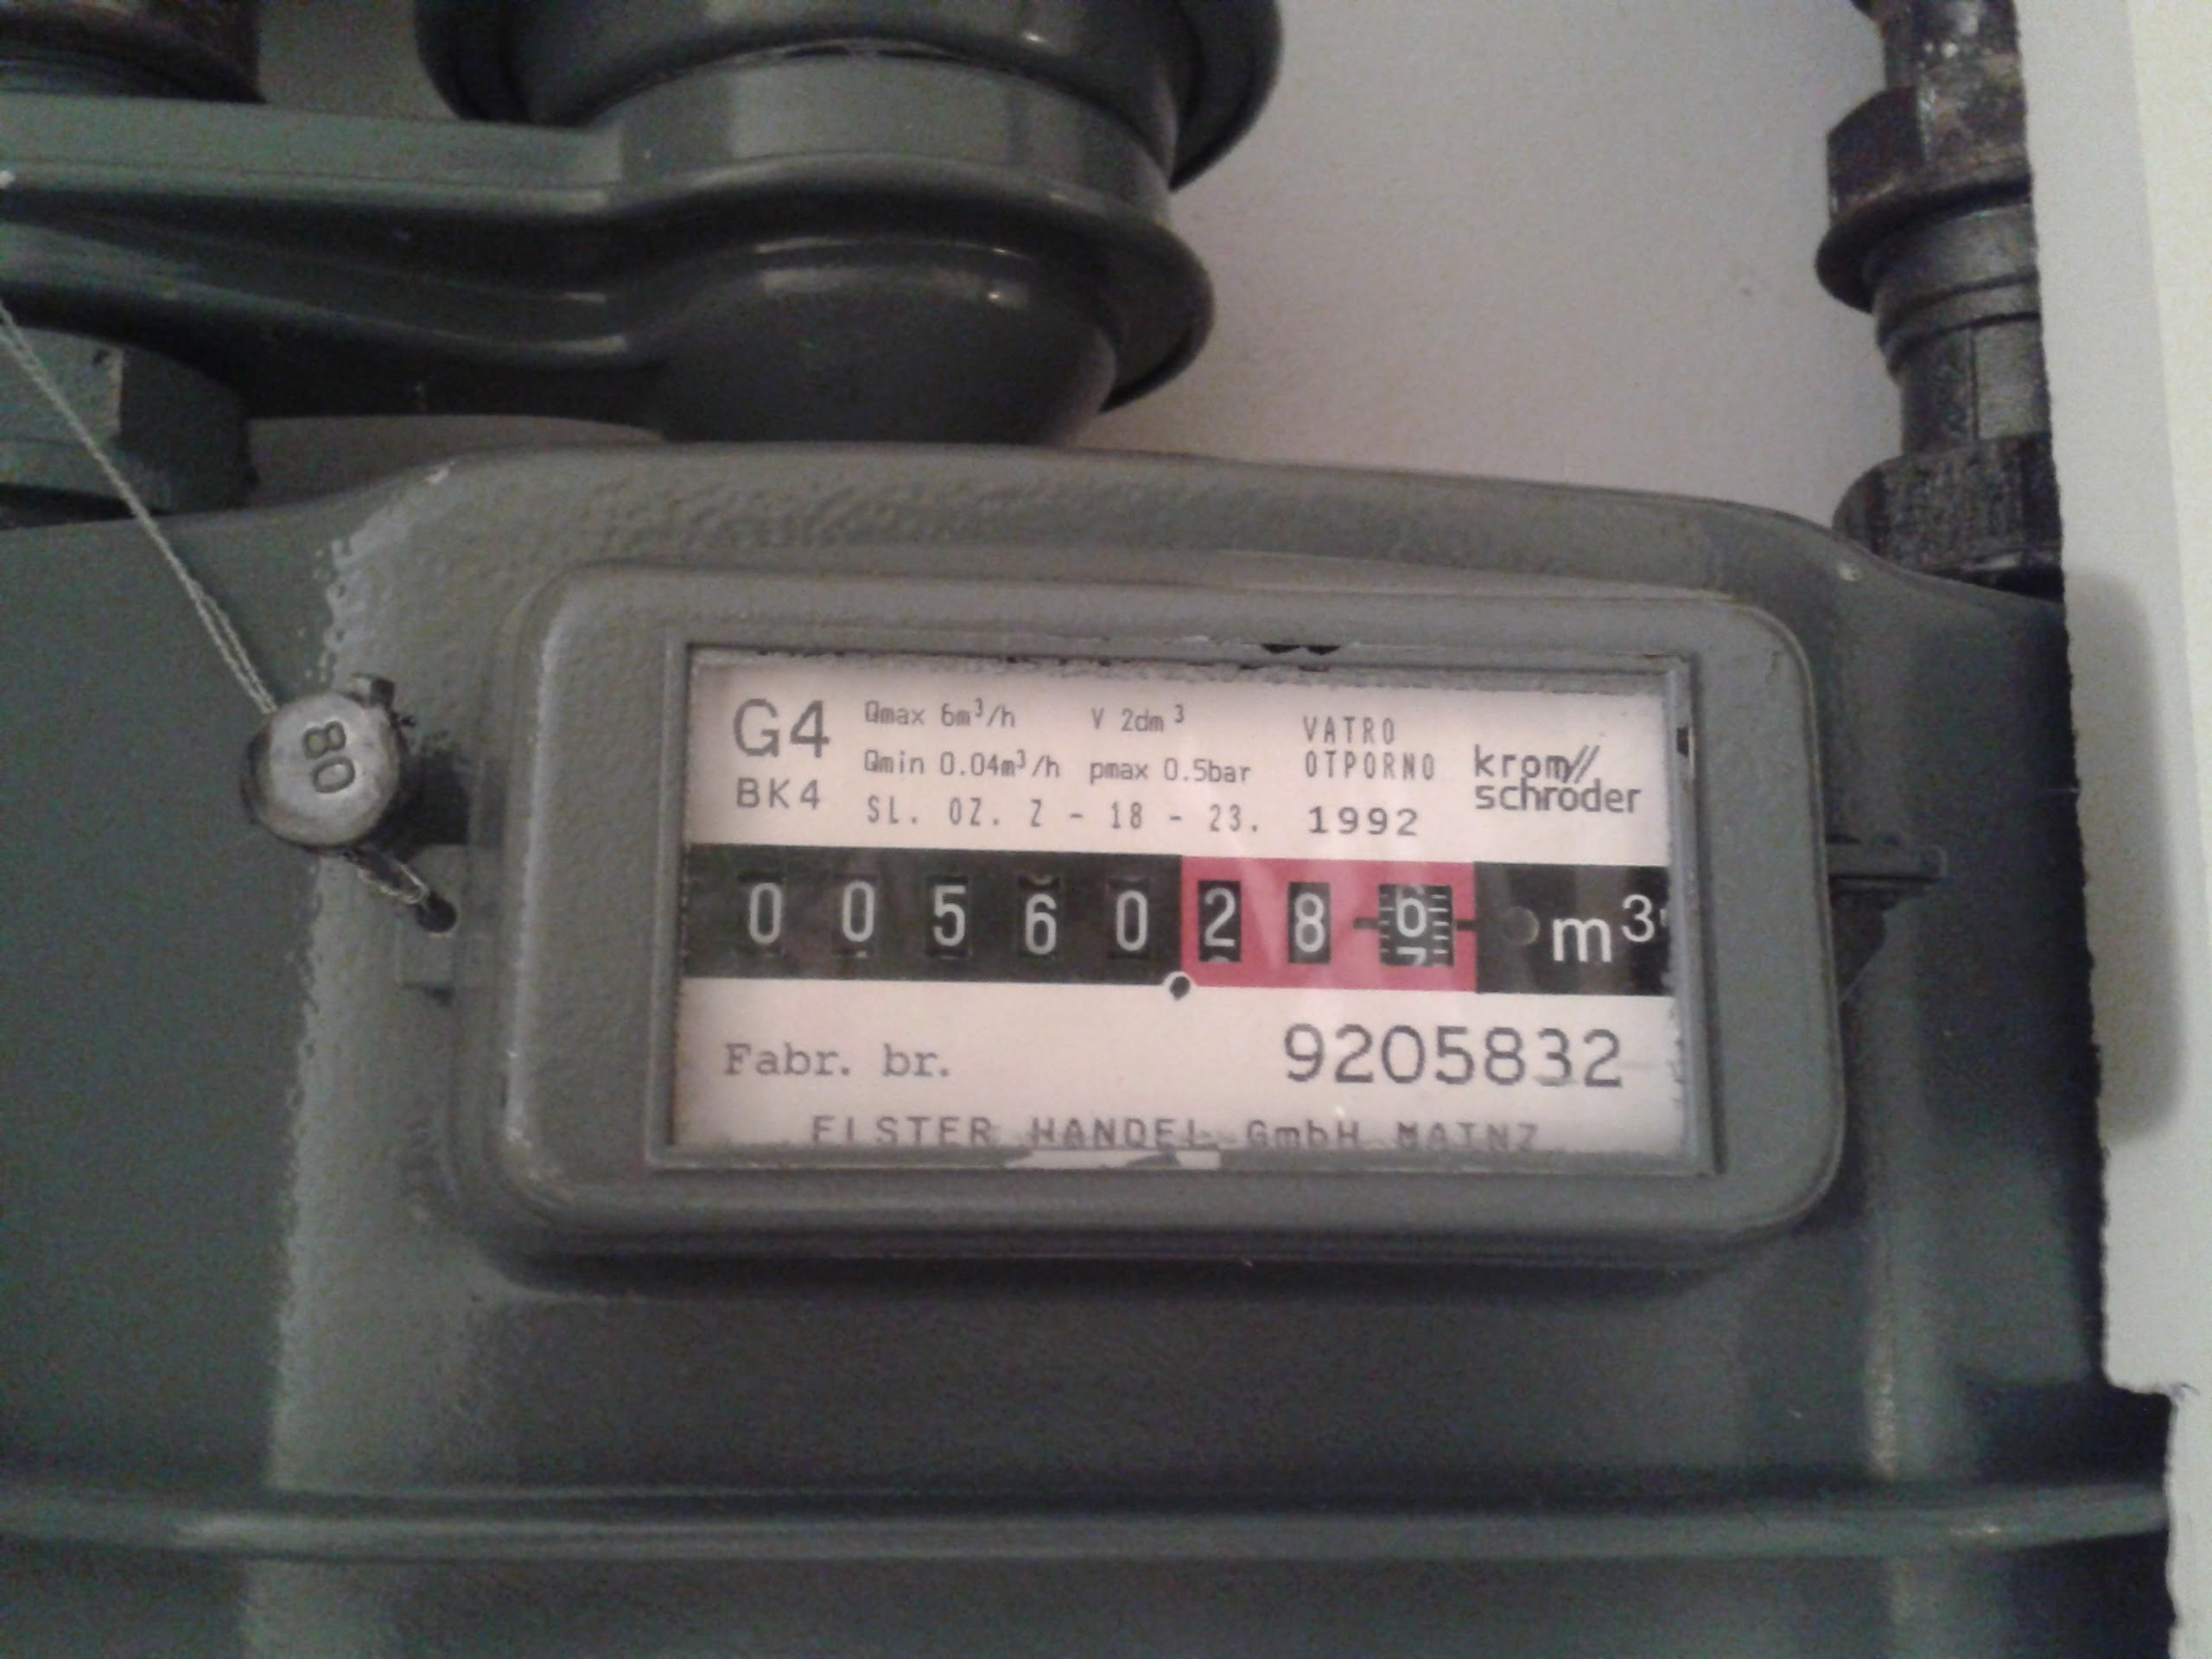 80
G4 Qmax 6m³/h V 2dm³ VATRO
Qmin 0.04m³/h pmax 0.5bar OTPORNO krom//
BK4 SL. OZ. Z - 18 - 23. 1992 schroder
0 0 5 6 0 2 8 6 m³
Fabr. br. 9205832
ELSTER HANDEL GmbH MAINZ